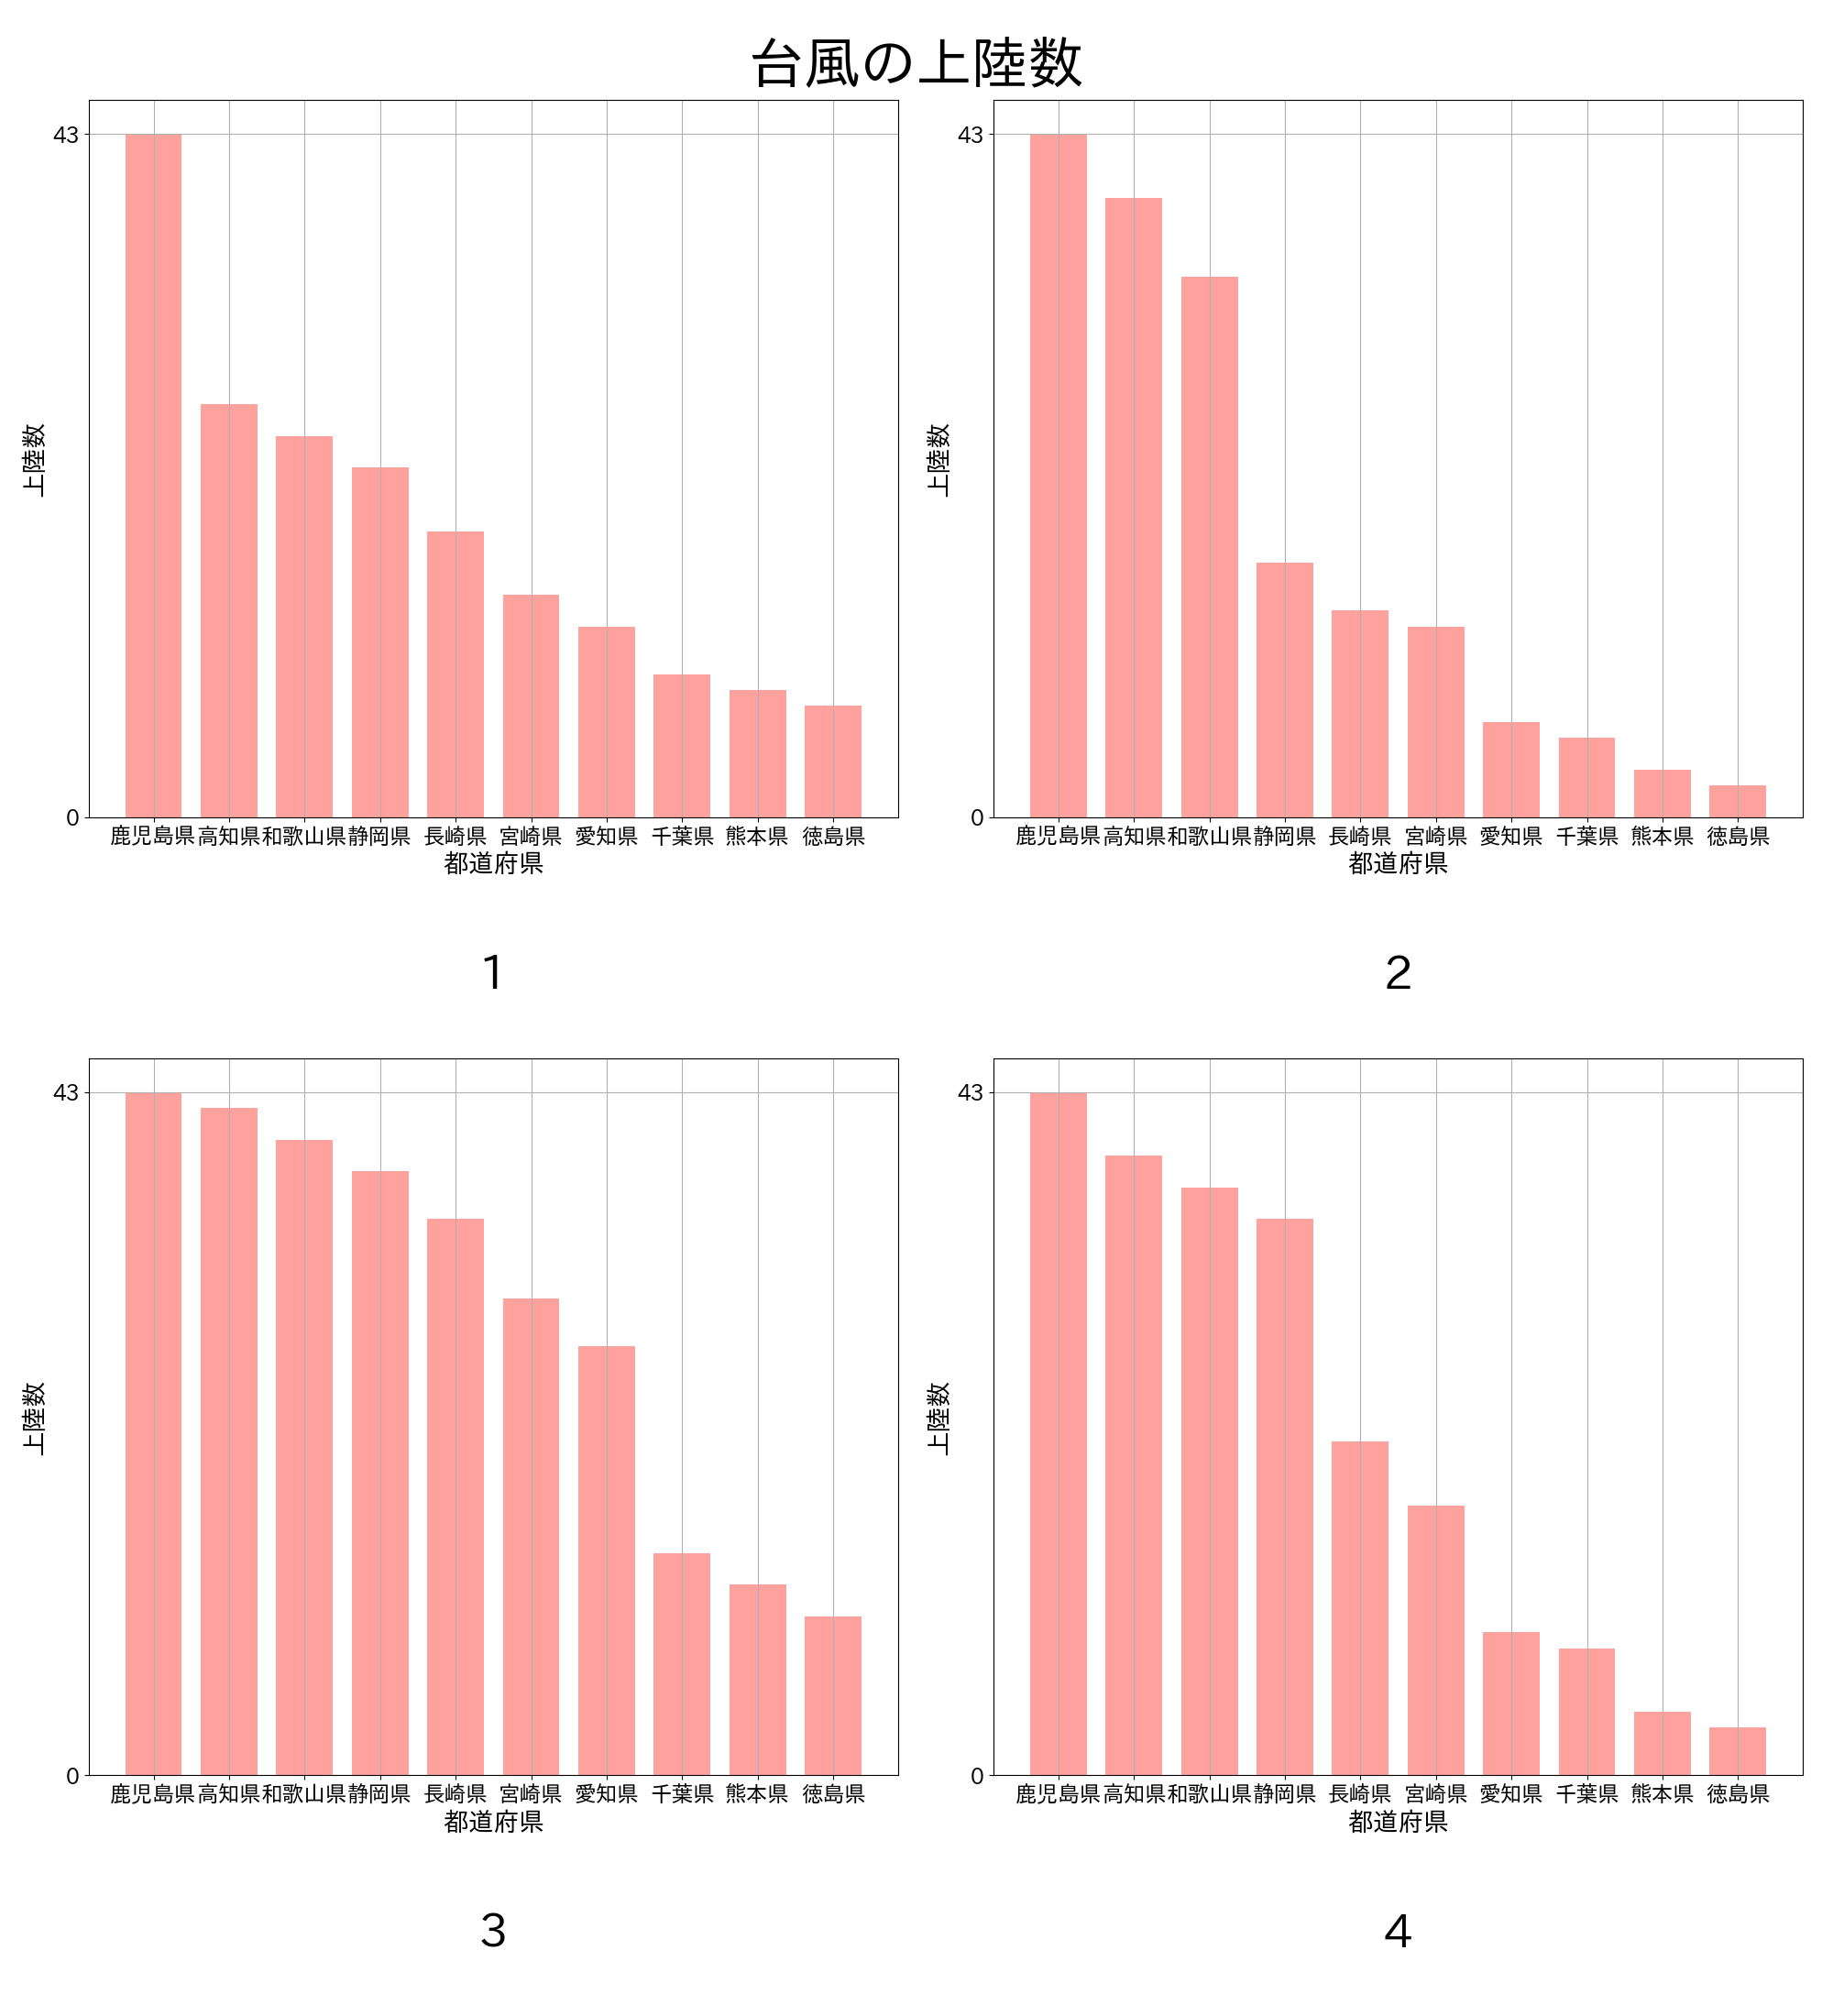 台風の上陸数
43
0
上陸数
鹿児島県 高知県 和歌山県 静岡県 長崎県 宮崎県 愛知県 千葉県 熊本県 徳島県
都道府県
1
43
0
上陸数
鹿児島県 高知県 和歌山県 静岡県 長崎県 宮崎県 愛知県 千葉県 熊本県 徳島県
都道府県
2
43
0
上陸数
鹿児島県 高知県 和歌山県 静岡県 長崎県 宮崎県 愛知県 千葉県 熊本県 徳島県
都道府県
3
43
0
上陸数
鹿児島県 高知県 和歌山県 静岡県 長崎県 宮崎県 愛知県 千葉県 熊本県 徳島県
都道府県
4